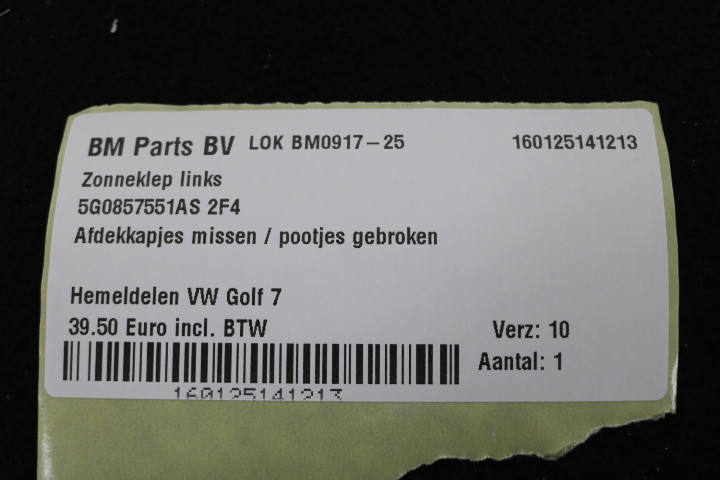 BM Parts BV LOK BM0917-25 160125141213
Zonneklep links
5G0857551AS 2F4
Afdekkapjes missen / pootjes gebroken
Hemeldelen VW Golf 7
39.50 Euro incl. BTW Verz: 10
Aantal: 1
160125141213